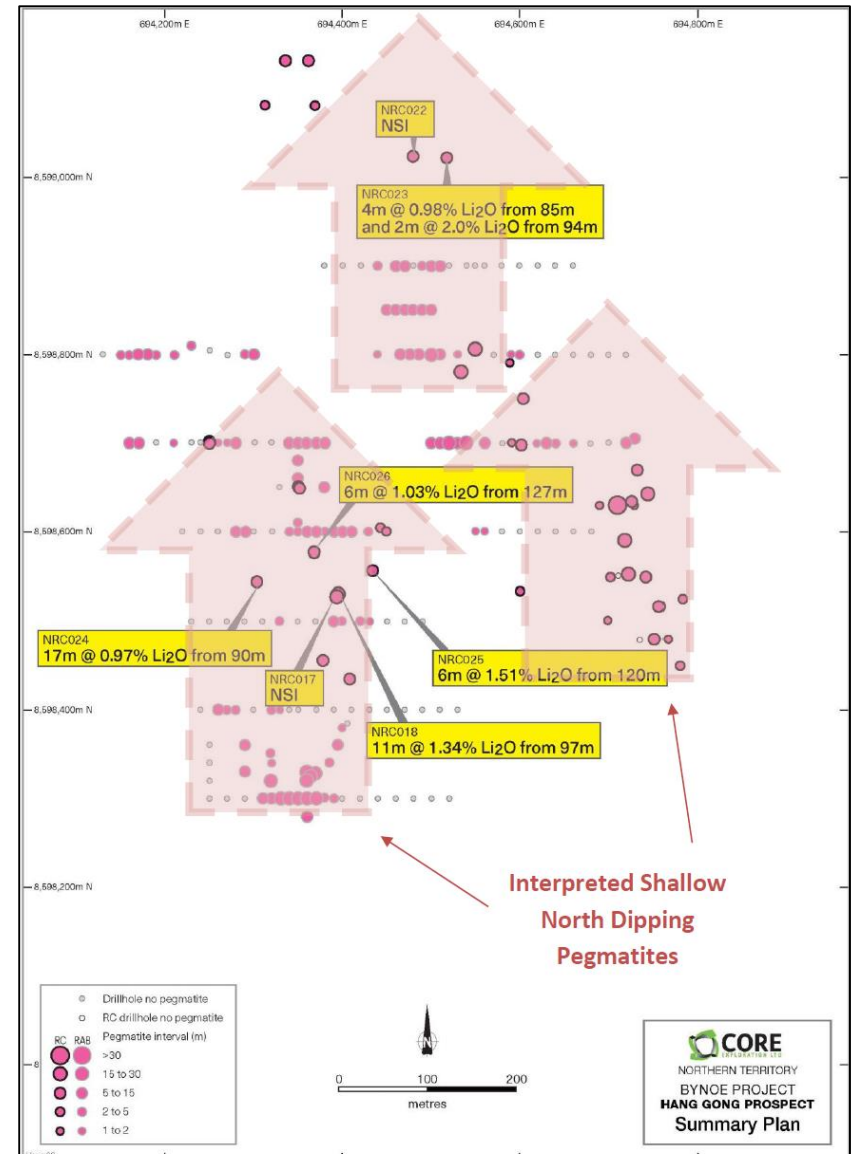 694,200m E
694,400m E
694,600m E
694,800m E
NRC022
NSI
8,599,000m N
NRC023
4m @ 0.98% Li2O from 85m
and 2m @ 2.0% Li2O from 94m
8,598,800m N
NRC026
6m @ 1.03% Li2O from 127m
8,598,600m N
NRC024
17m @ 0.97% Li2O from 90m
NRC017
NSI
NRC025
6m @ 1.51% Li2O from 120m
8,598,400m N
NRC018
11m @ 1.34% Li2O from 97m
Interpreted Shallow
North Dipping
Pegmatites
8,598,200m N
Drillhole no pegmatite
RC drillhole no pegmatite
RC RAB Pegmatite interval (m)
>30
15 to 30
5 to 15
2 to 5
1 to 2
8
N
0 100 200
metres
CORE
EXPLORATION LTD
NORTHERN TERRITORY
BYNOE PROJECT
HANG GONG PROSPECT
Summary Plan